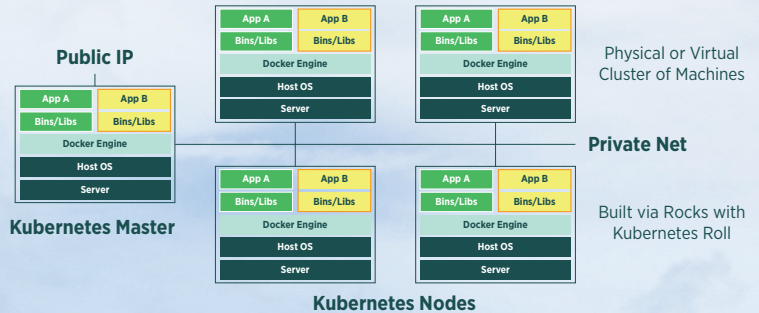 Public IP
App A
App B
Bins/Libs
Bins/Libs
Docker Engine
Host OS
Server
Kubernetes Master
App A
App B
Bins/Libs
Bins/Libs
Docker Engine
Host OS
Server
App A
App B
Bins/Libs
Bins/Libs
Docker Engine
Host OS
Server
Physical or Virtual
Cluster of Machines
Private Net
App A
App B
Bins/Libs
Bins/Libs
Docker Engine
Host OS
Server
App A
App B
Bins/Libs
Bins/Libs
Docker Engine
Host OS
Server
Built via Rocks with
Kubernetes Roll
Kubernetes Nodes